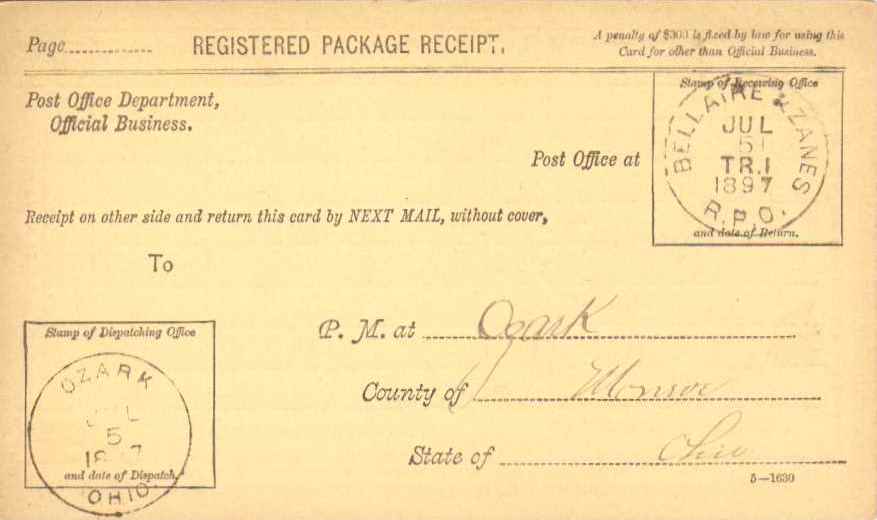 Page............... REGISTERED PACKAGE RECEIPT.
A penalty of $300 is fixed by law for using this
Card for other than Official Business.
Post Office Department,
Official Business.
Stamp of Receiving Office
BELLAIRE & ZANES
JUL
5
TR.1
1897
R.P.O.
and date of Return.
Post Office at
Receipt on other side and return this card by NEXT MAIL, without cover,
To
Stamp of Dispatching Office
OZARK
JUL
5
1897
and date of Dispatch.
OHIO.
P. M. at Ozark
County of Monroe
State of Ohio
5—1630